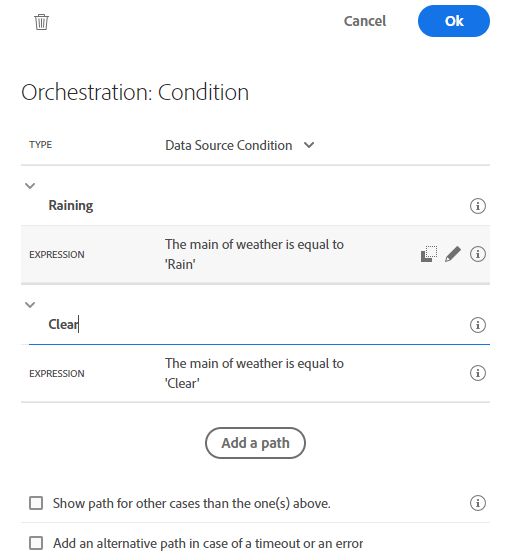 Cancel
Ok
Orchestration: Condition
TYPE
Data Source Condition
Raining
EXPRESSION
The main of weather is equal to
'Rain'
Clear
EXPRESSION
The main of weather is equal to
'Clear'
Add a path
Show path for other cases than the one(s) above.
Add an alternative path in case of a timeout or an error